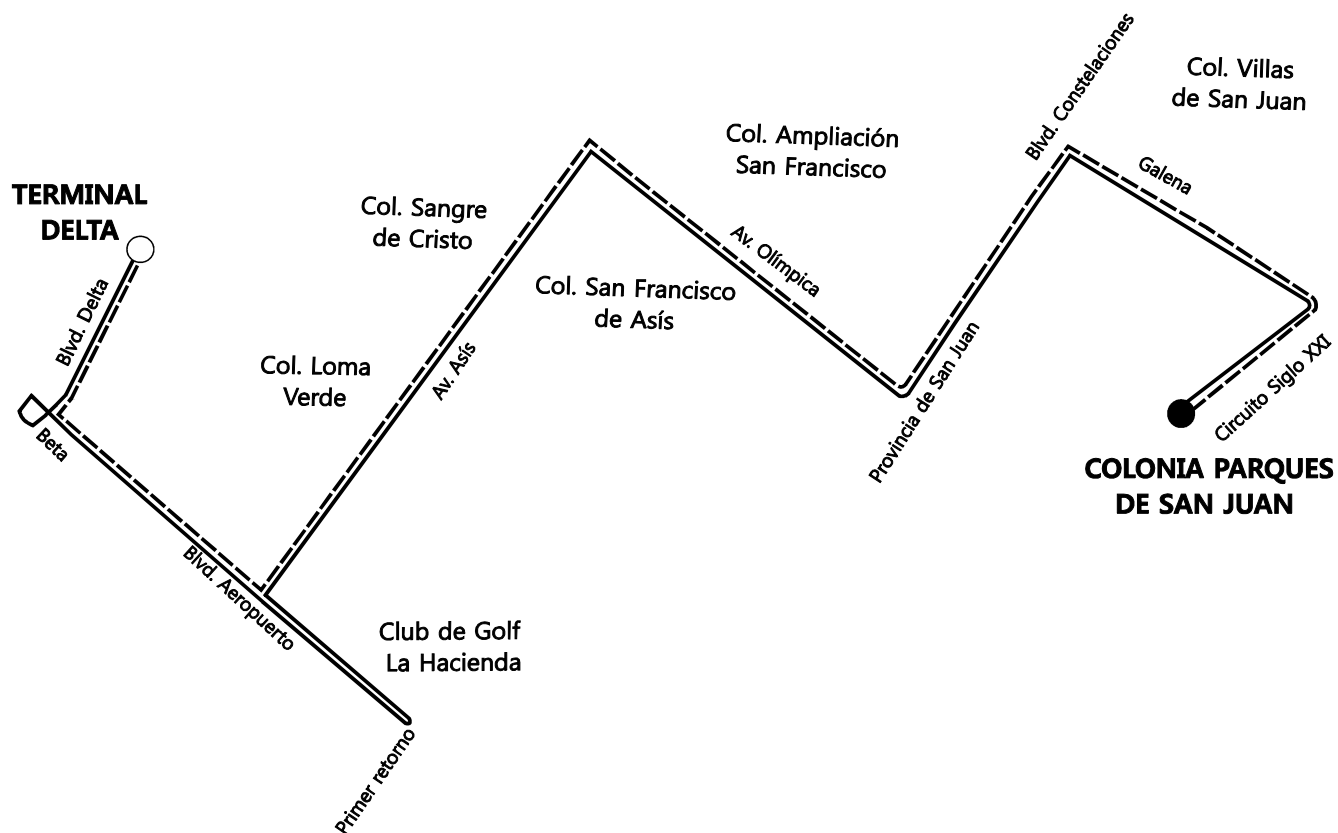 TERMINAL
DELTA
Blvd. Delta
Beta
Blvd. Aeropuerto
Primer retorno
Club de Golf
La Hacienda
Col. Loma
Verde
Av. Asís
Col. Sangre
de Cristo
Col. San Francisco
de Asís
Col. Ampliación
San Francisco
Av. Olímpica
Provincia de San Juan
Blvd. Constelaciones
Col. Villas
de San Juan
Galena
Circuito Siglo XXI
COLONIA PARQUES
DE SAN JUAN